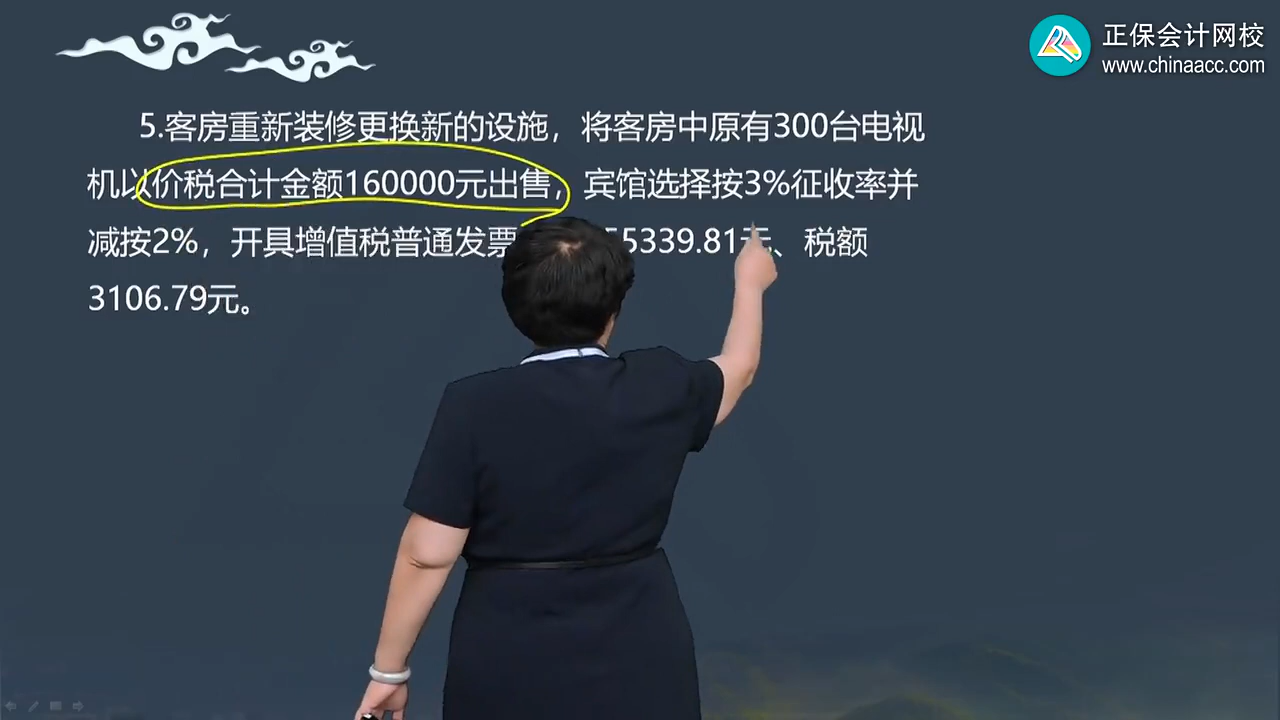 正保会计网校
www.chinaacc.com
5.客房重新装修更换新的设施，将客房中原有300台电视
机以价税合计金额160000元出售，宾馆选择按3%征收率并
减按2%，开具增值税普通发票 55339.81元、税额
3106.79元。